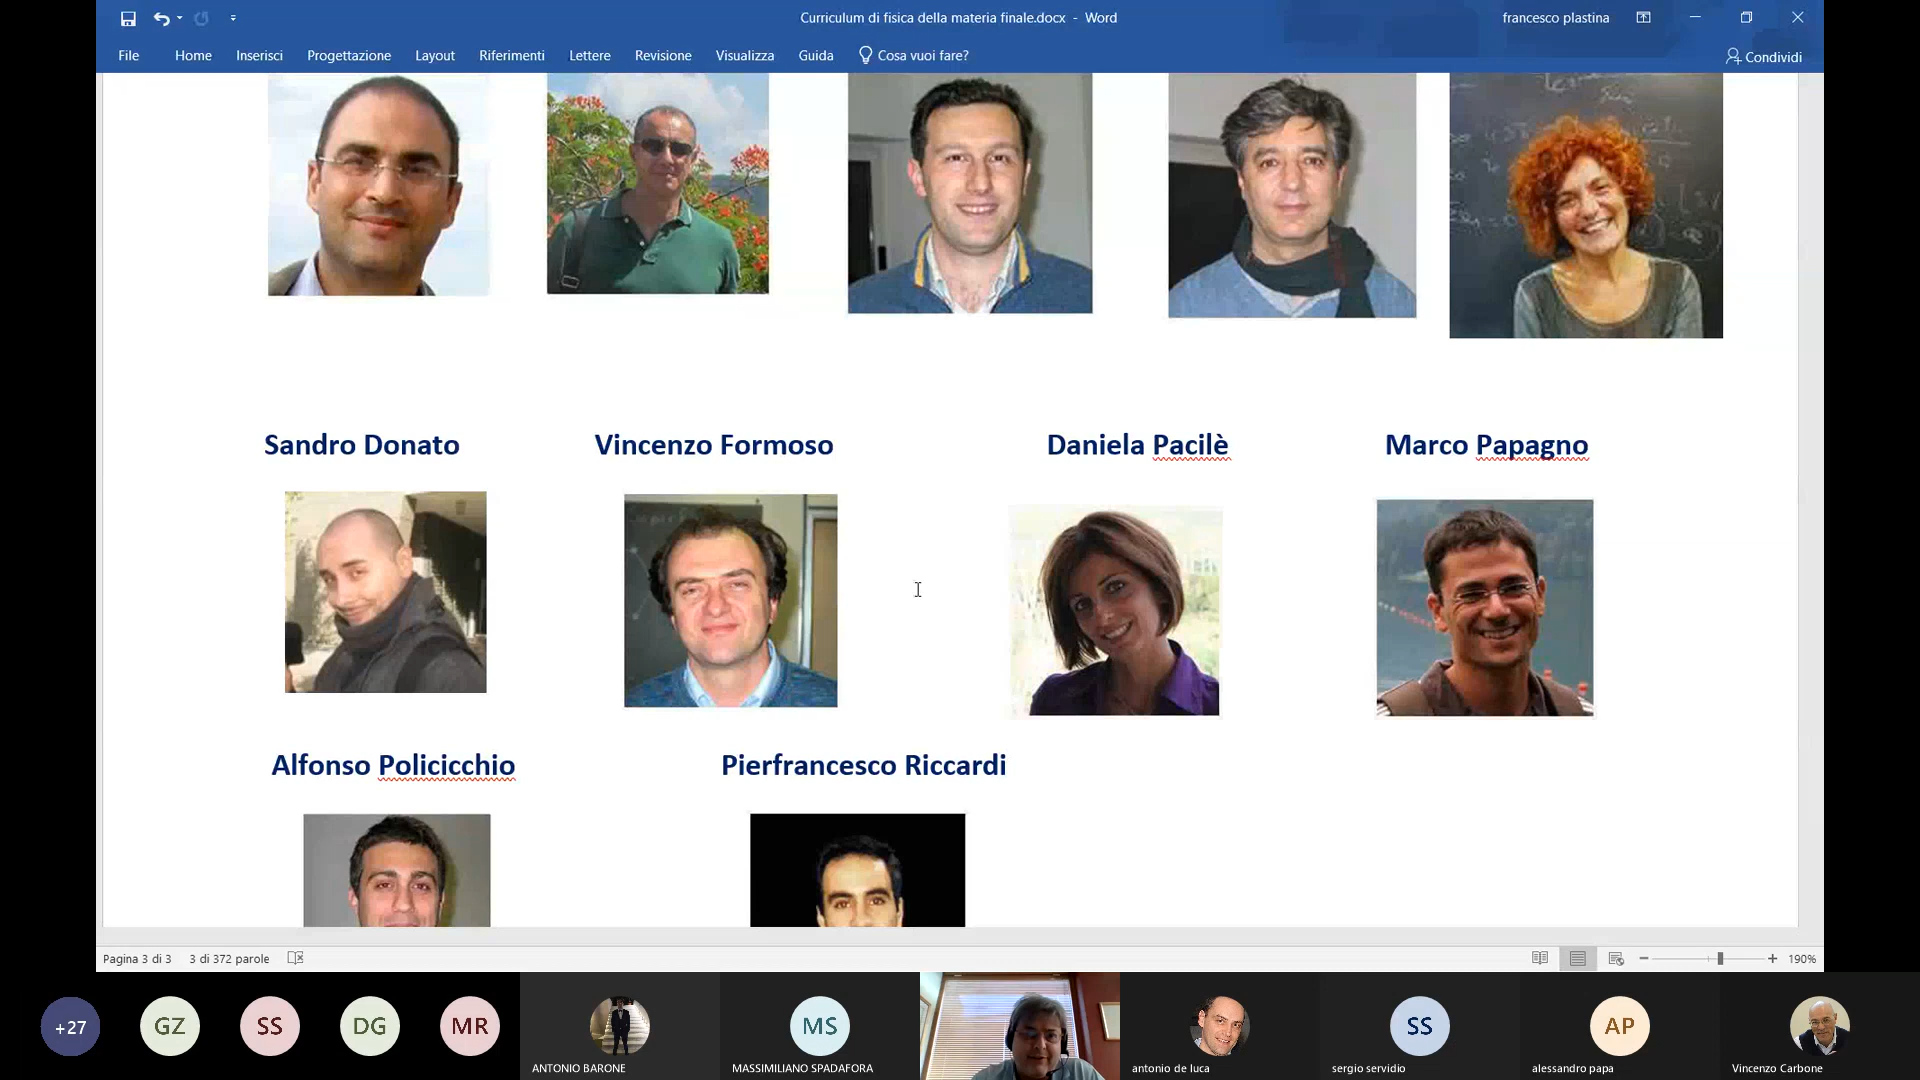 Curriculum di fisica della materia finale.docx - Word
francesco plastina
File Home Inserisci Progettazione Layout Riferimenti Lettere Revisione Visualizza Guida Cosa vuoi fare?
Condividi
Sandro Donato Vincenzo Formoso Daniela Pacilè Marco Papagno
Alfonso Policicchio Pierfrancesco Riccardi
Pagina 3 di 3 3 di 372 parole
190%
+27 GZ SS DG MR MS SS AP
ANTONIO BARONE MASSIMILIANO SPADAFORA antonio de luca sergio servidio alessandro papa Vincenzo Carbone